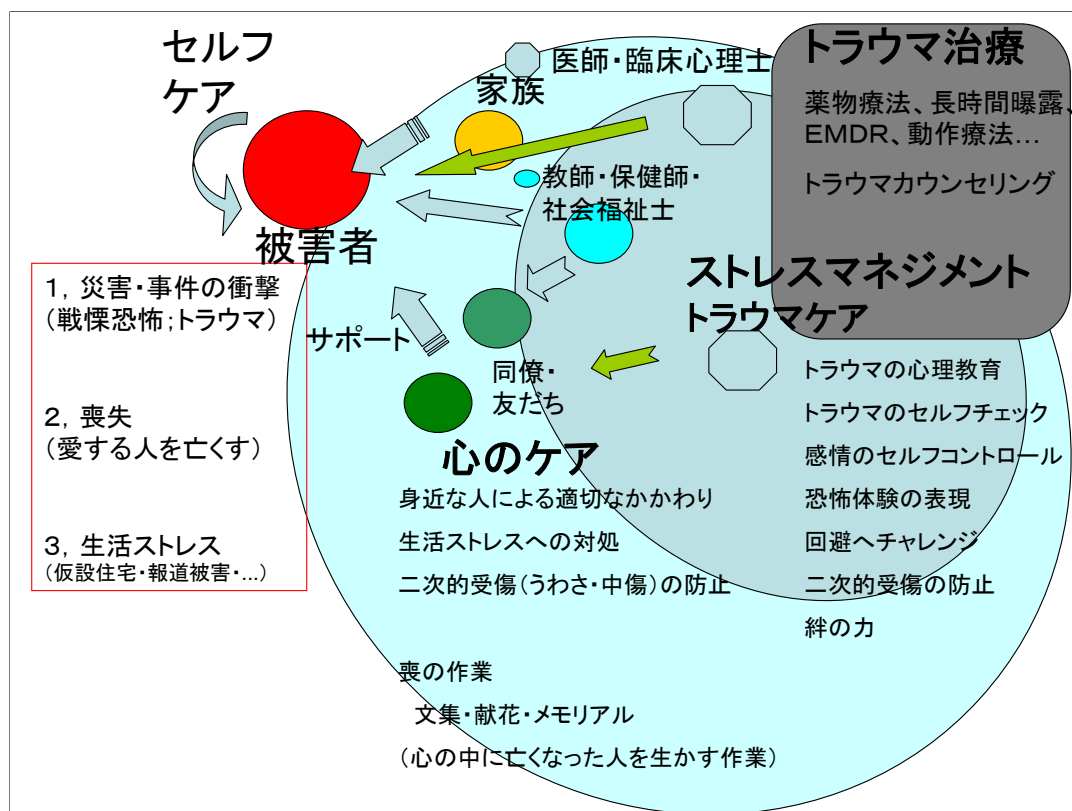 セルフ
ケア
医師・臨床心理士
家族
教師・保健師・
社会福祉士
被害者
1, 災害・事件の衝撃
(戦慄恐怖;トラウマ)
2, 喪失
(愛する人を亡くす)
3, 生活ストレス
(仮設住宅・報道被害・...)
サポート
同僚・
友だち
心のケア
身近な人による適切なかかわり
生活ストレスへの対処
二次的受傷(うわさ・中傷)の防止
喪の作業
文集・献花・メモリアル
(心の中に亡くなった人を生かす作業)
トラウマ治療
薬物療法、長時間曝露、
EMDR、動作療法…
トラウマカウンセリング
ストレスマネジメント
トラウマケア
トラウマの心理教育
トラウマのセルフチェック
感情のセルフコントロール
恐怖体験の表現
回避へチャレンジ
二次的受傷の防止
絆の力